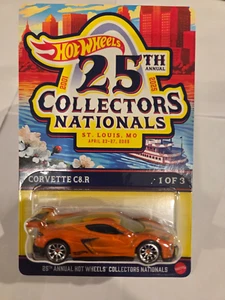 Hot Wheels
25TH
ANNUAL
COLLECTORS
NATIONALS
ST. LOUIS, MO
CORVETTE C8.R
1 OF 3
25TH ANNUAL HOT WHEELS COLLECTORS NATIONALS